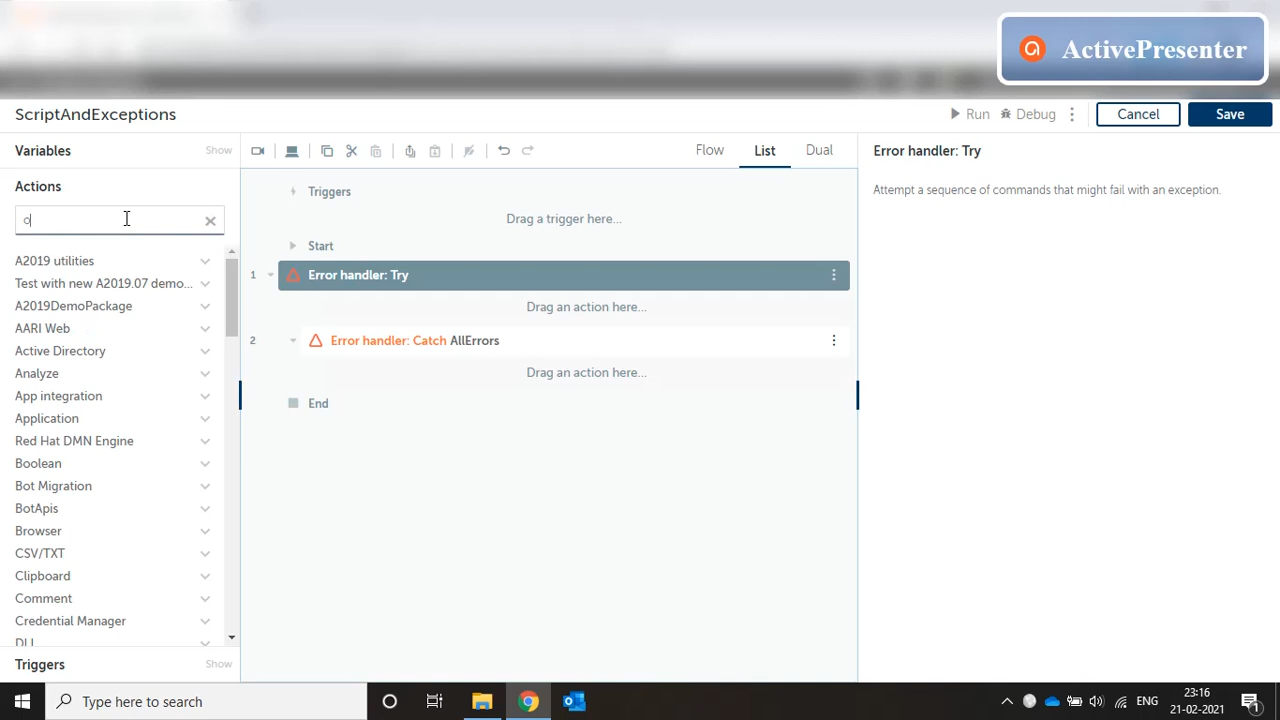 ActivePresenter
ScriptAndExceptions
Run
Debug
Cancel
Save
Variables
Show
Flow
List
Dual
Error handler: Try
Actions
Attempt a sequence of commands that might fail with an exception.
Triggers
o
Drag a trigger here...
Start
A2019 utilities
1
Error handler: Try
Test with new A2019.07 demo...
A2019DemoPackage
Drag an action here...
AARI Web
2
Error handler: Catch AllErrors
Active Directory
Analyze
Drag an action here...
App integration
End
Application
Red Hat DMN Engine
Boolean
Bot Migration
BotApis
Browser
CSV/TXT
Clipboard
Comment
Credential Manager
DLL
Triggers
Show
Type here to search
ENG
23:16
21-02-2021
1